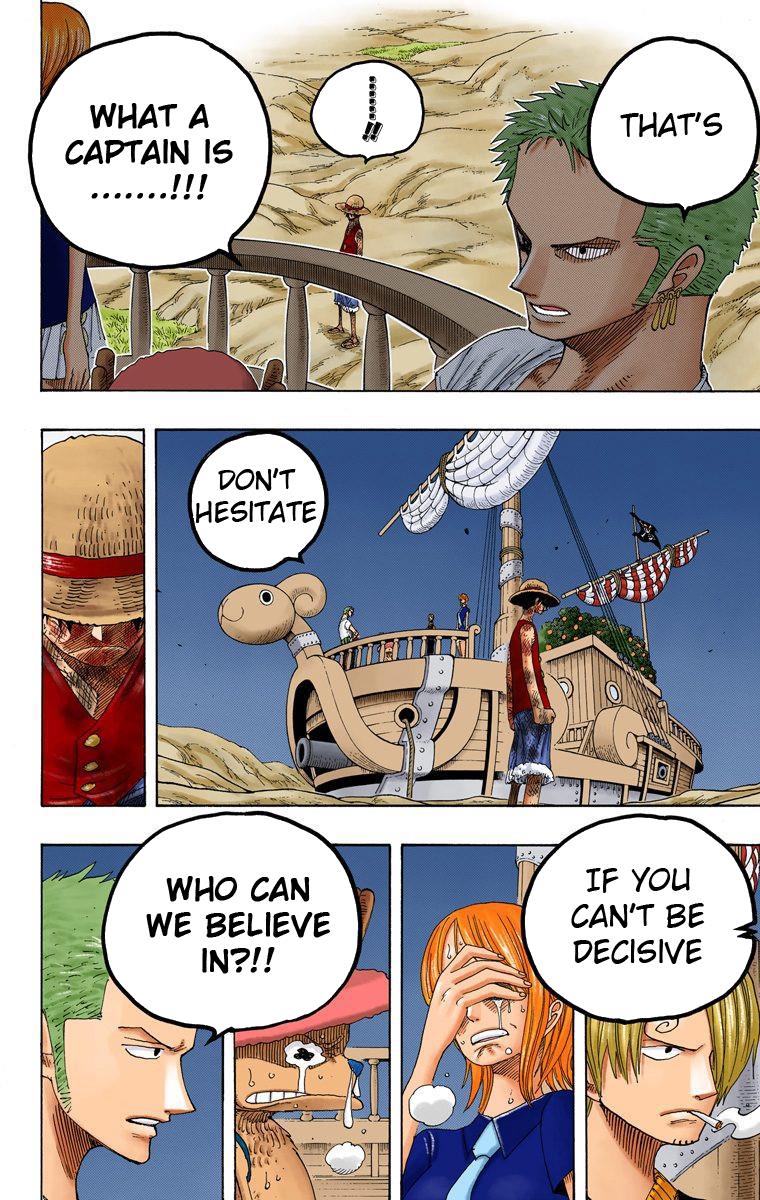 THAT'S
.......!!
WHAT A
CAPTAIN IS
.......!!!
DON'T
HESITATE
IF YOU
CAN'T BE
DECISIVE
WHO CAN
WE BELIEVE
IN?!!